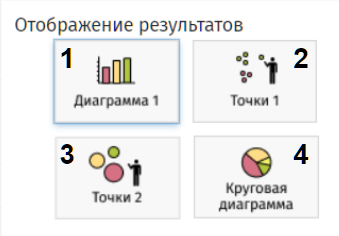 Отображение результатов
1
Диаграмма 1
2
Точки 1
3
Точки 2
4
Круговая
диаграмма